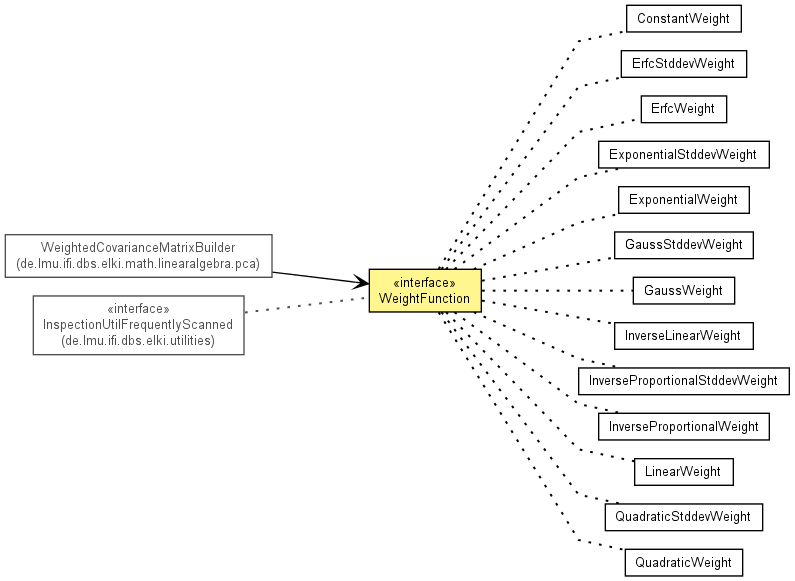 ConstantWeight
ErfcStddevWeight
ErfcWeight
ExponentialStddevWeight
ExponentialWeight
WeightedCovarianceMatrixBuilder
(de.lmu.ifi.dbs.elki.math.linearalgebra.pca)
GaussStddevWeight
«interface»
WeightFunction
GaussWeight
«interface»
InspectionUtilFrequentlyScanned
(de.lmu.ifi.dbs.elki.utilities)
InverseLinearWeight
InverseProportionalStddevWeight
InverseProportionalWeight
LinearWeight
QuadraticStddevWeight
QuadraticWeight